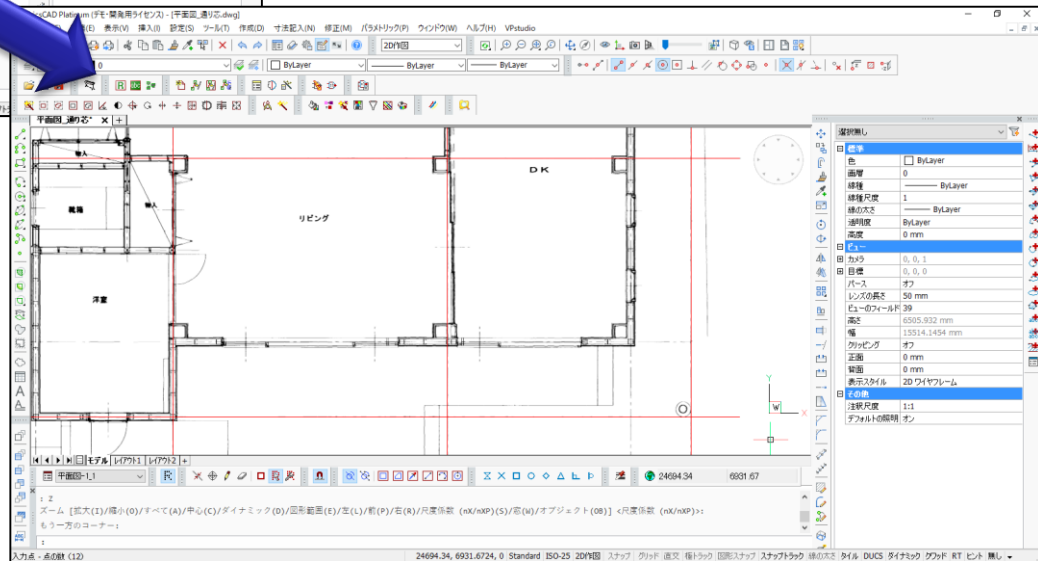 csCAD Platinum (デモ・開発用ライセンス) - [平面図_通り芯.dwg]
(E) 表示(V) 挿入(I) 設定(S) ツール(T) 作成(D) 寸法記入(N) 修正(M) パラメトリック(P) ウィンドウ(W) ヘルプ(H) VPstudio
2D作図
0 ByLayer ByLayer ByLayer
平面図_通り芯*
物入
物入
リビング
DK
洋室
Y
W
X
選択無し
標準
色 ByLayer
画層 0
線種 ByLayer
線種尺度 1
線の太さ ByLayer
透明度 ByLayer
高度 0 mm
ビュー
カメラ 0, 0, 1
目標 0, 0, 0
パース オフ
レンズの長さ 50 mm
ビューのフィールド 39
高さ 6505.932 mm
幅 15514.1454 mm
クリッピング オフ
正面 0 mm
背面 0 mm
表示スタイル 2D ワイヤフレーム
その他
注釈尺度 1:1
デフォルトの照明 オン
モデル レイアウト1 レイアウト2
平面図-1_1 24694.34 6931.67
: Z
ズーム [拡大(I)/縮小(O)/すべて(A)/中心(C)/ダイナミック(D)/図形範囲(E)/左(L)/前(P)/右(R)/尺度係数 (nX/nXP)(S)/窓(W)/オブジェクト(OB)] <尺度係数 (nX/nXP)>:
もう一方のコーナー:
:
入力点 - 点の数 (12) 24694.34, 6931.6724, 0 Standard ISO-25 2D作図 スナップ グリッド 直交 極トラック 図形スナップ スナップトラック 線の太さ タイル DUCS ダイナミック クワッド RT ヒント 無し